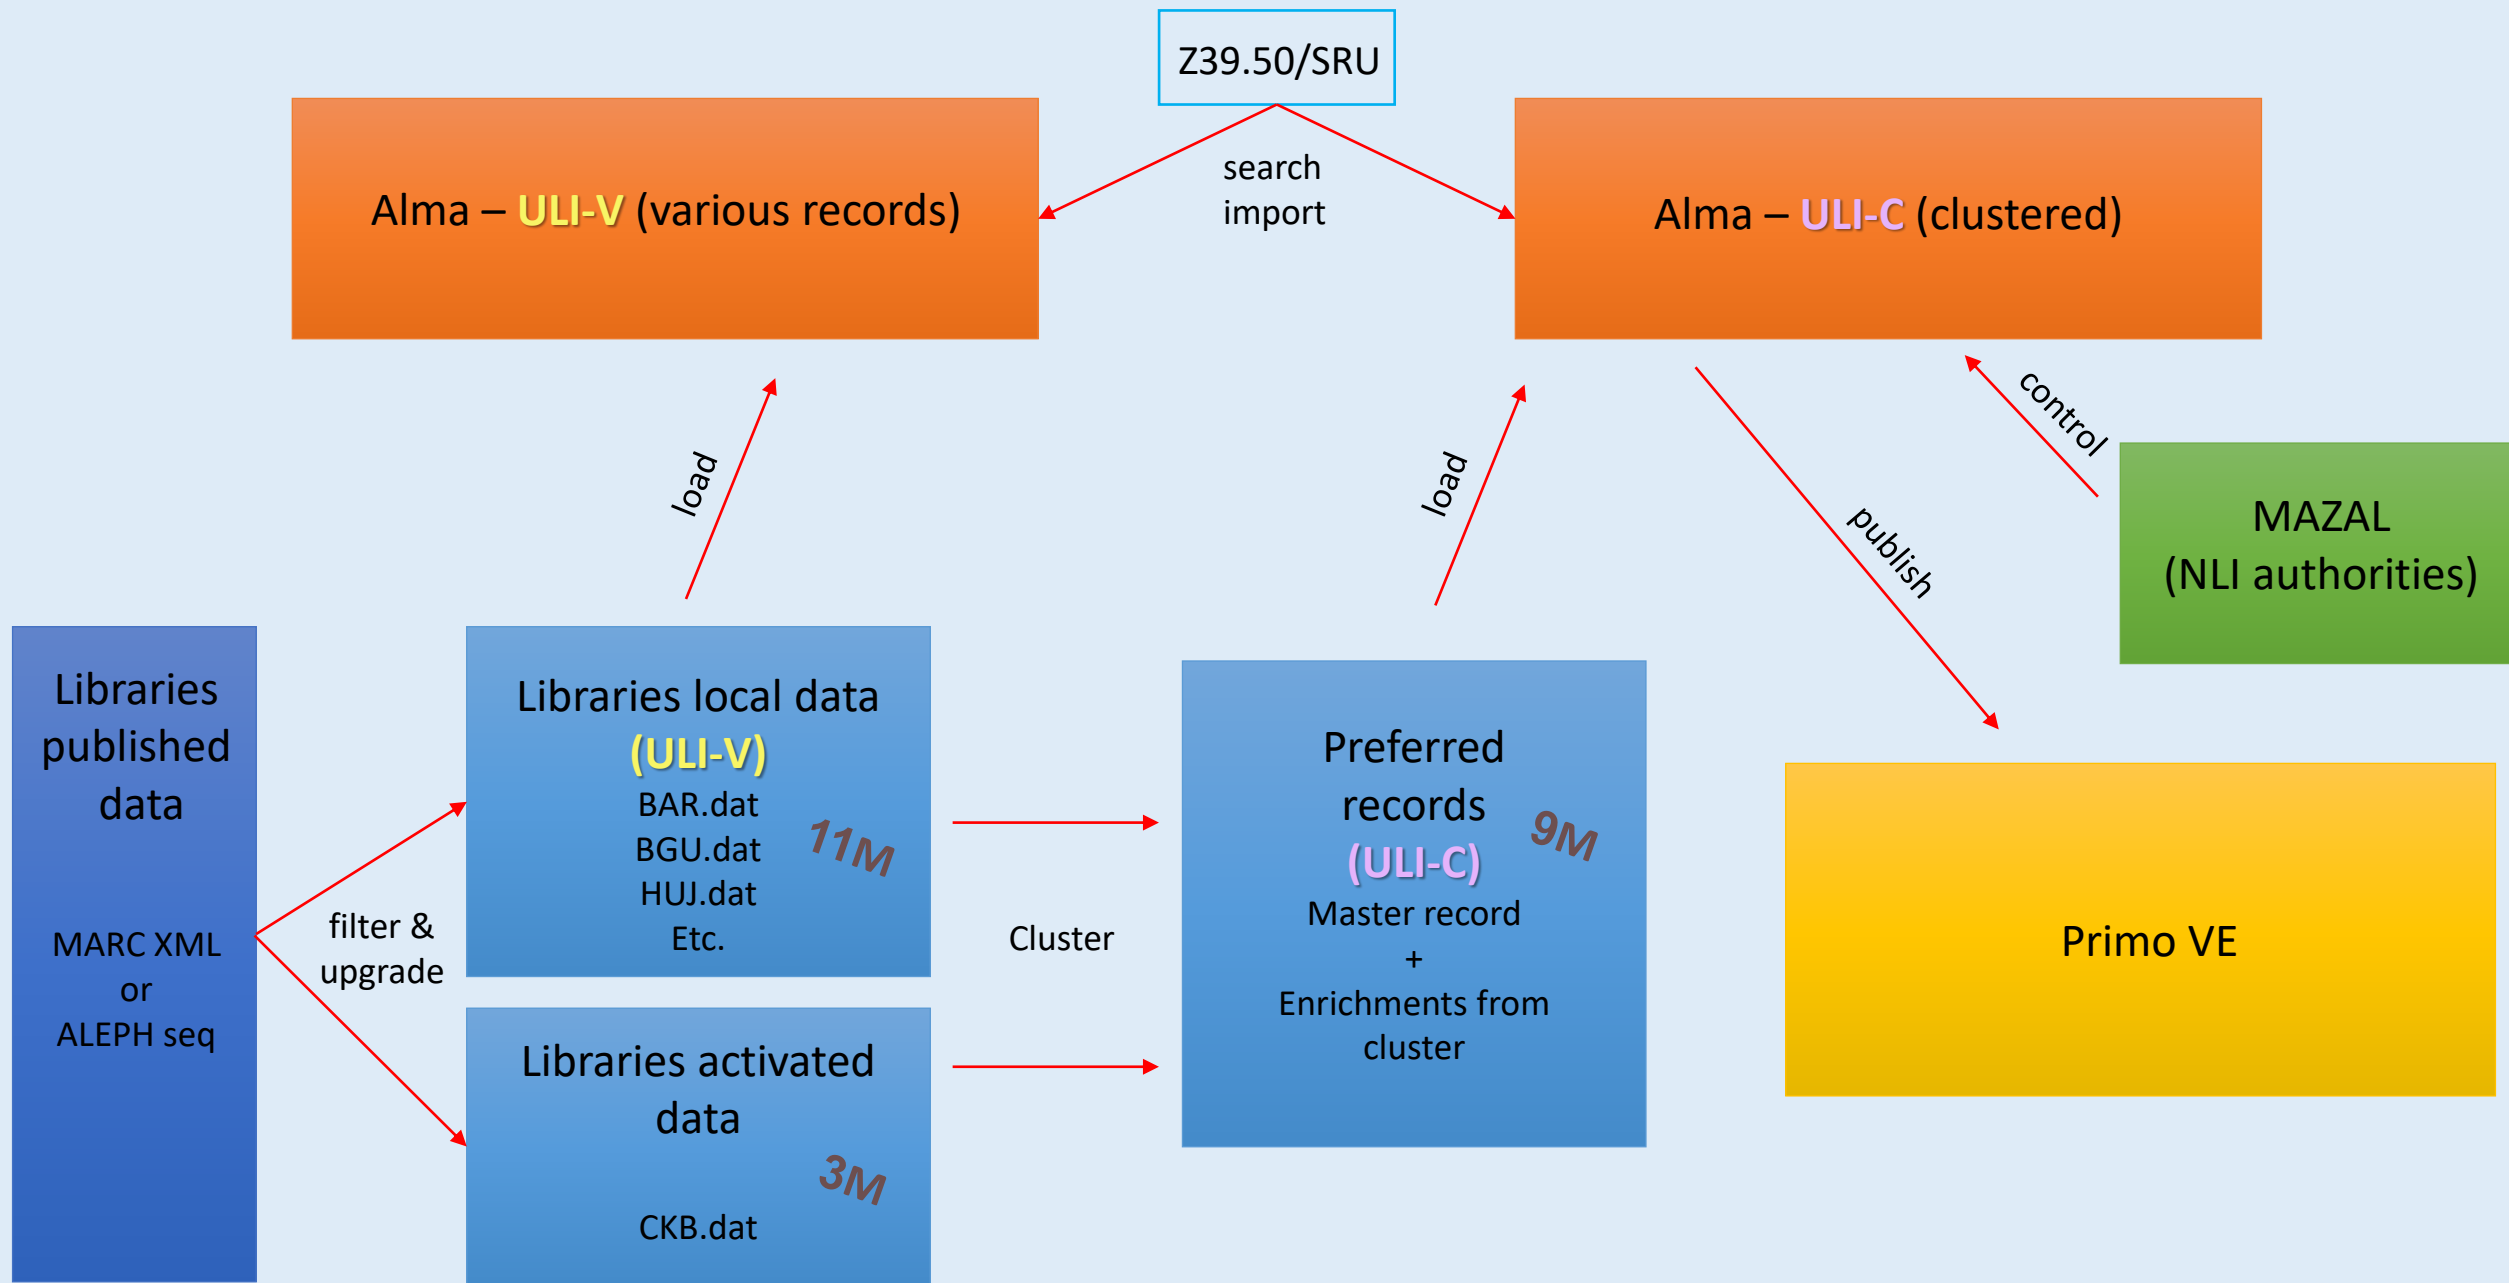 Z39.50/SRU
Alma – ULI-V (various records)
search
import
Alma – ULI-C (clustered)
load
load
control
publish
MAZAL
(NLI authorities)
Libraries
published
data
MARC XML
or
ALEPH seq
filter &
upgrade
Libraries local data
(ULI-V)
BAR.dat
BGU.dat
HUJ.dat
Etc.
11M
Libraries activated
data
3M
CKB.dat
Cluster
Preferred
records
(ULI-C)
9M
Master record
+
Enrichments from
cluster
Primo VE